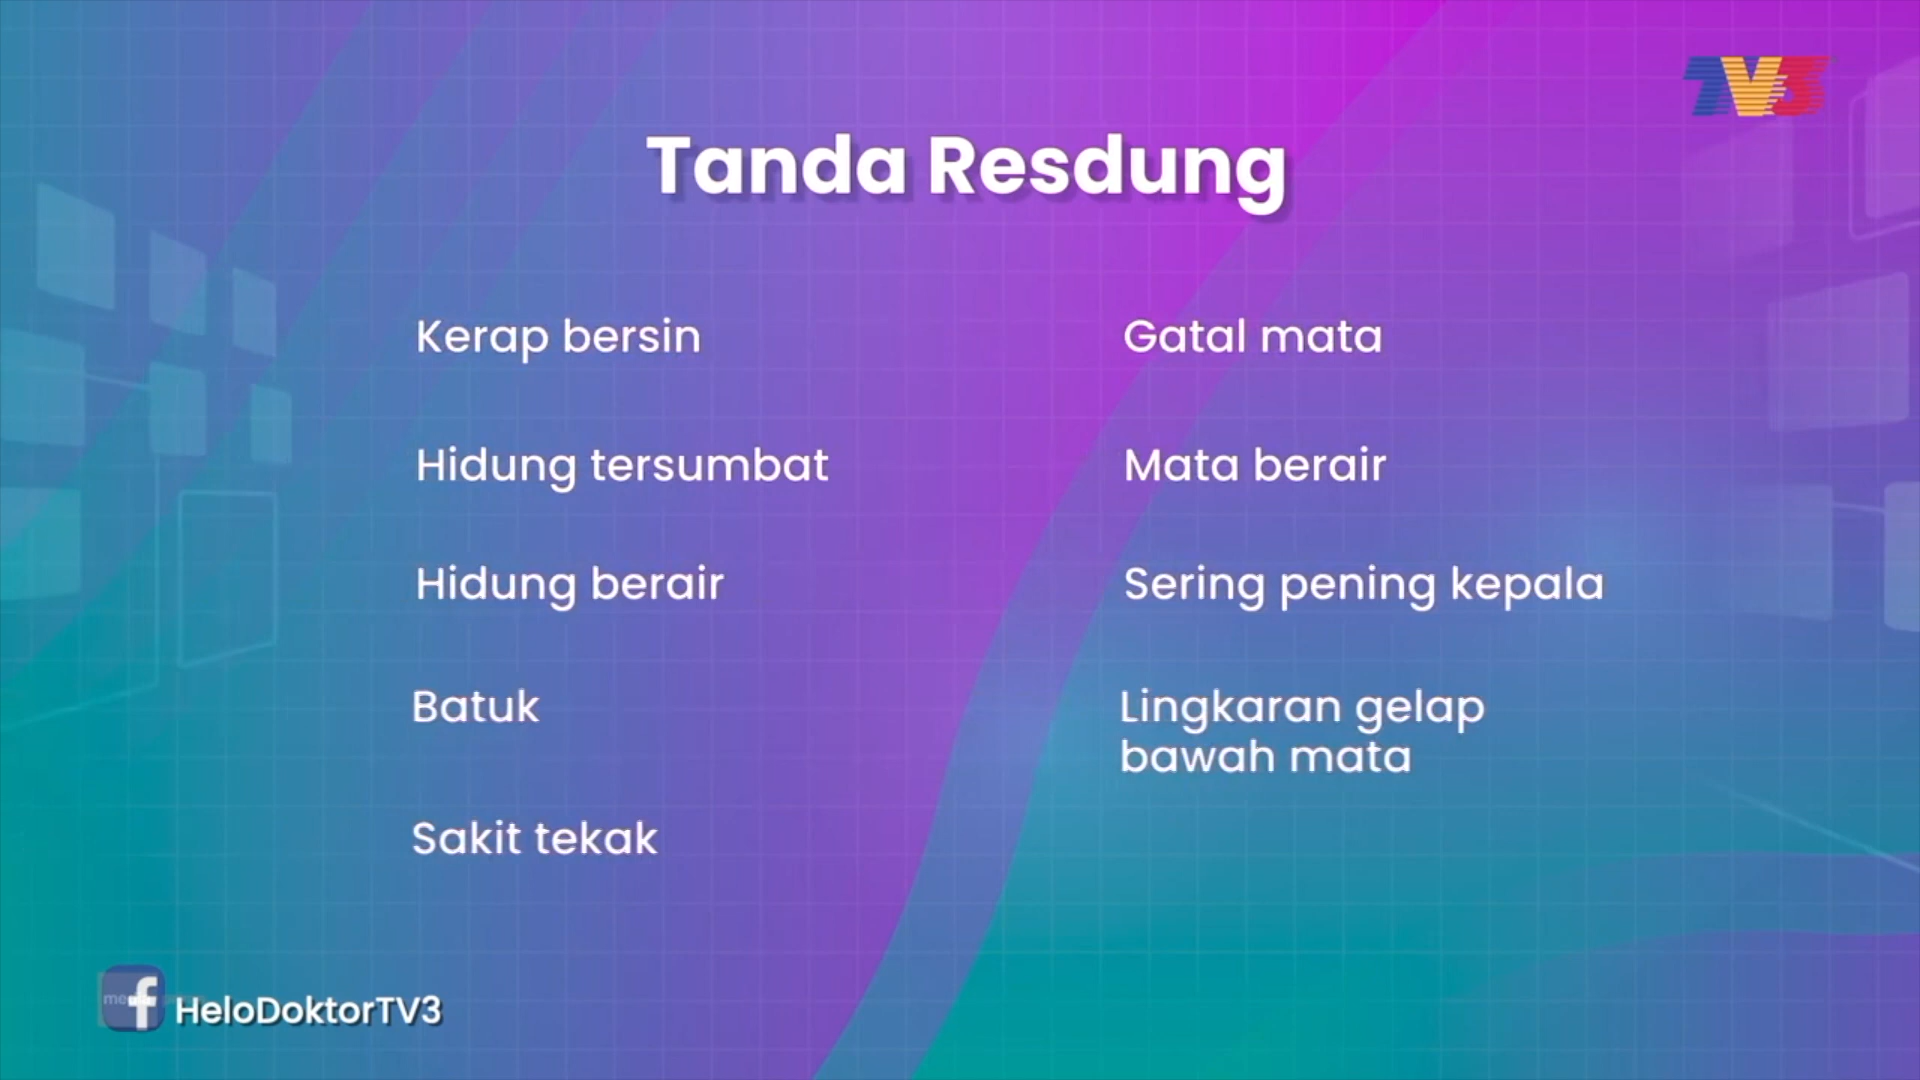 TV3
Tanda Resdung
Kerap bersin
Hidung tersumbat
Hidung berair
Batuk
Sakit tekak
Gatal mata
Mata berair
Sering pening kepala
Lingkaran gelap
bawah mata
HeloDoktorTV3